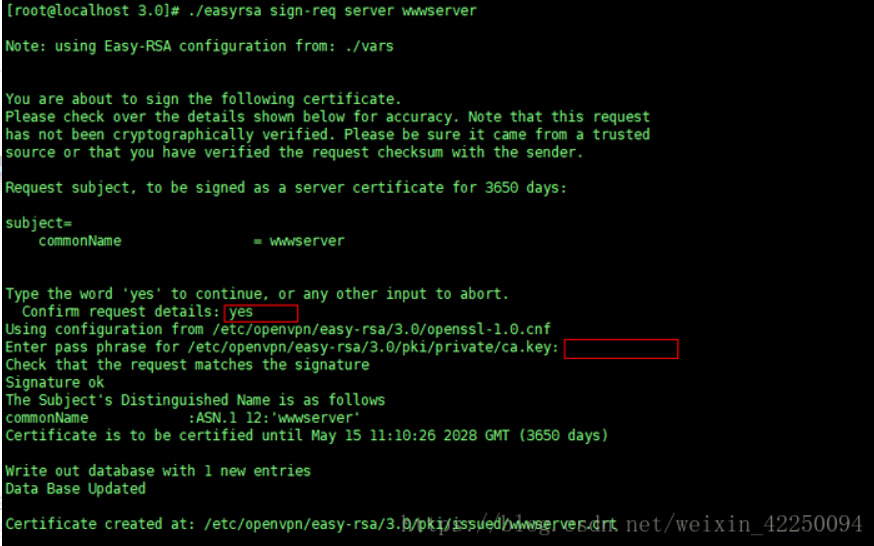 [root@localhost 3.0]# ./easyrsa sign-req server wwwserver
Note: using Easy-RSA configuration from: ./vars
You are about to sign the following certificate.
Please check over the details shown below for accuracy. Note that this request
has not been cryptographically verified. Please be sure it came from a trusted
source or that you have verified the request checksum with the sender.
Request subject, to be signed as a server certificate for 3650 days:
subject=
    commonName                = wwwserver
Type the word 'yes' to continue, or any other input to abort.
  Confirm request details: yes
Using configuration from /etc/openvpn/easy-rsa/3.0/openssl-1.0.cnf
Enter pass phrase for /etc/openvpn/easy-rsa/3.0/pki/private/ca.key:
Check that the request matches the signature
Signature ok
The Subject's Distinguished Name is as follows
commonName            :ASN.1 12:'wwwserver'
Certificate is to be certified until May 15 11:10:26 2028 GMT (3650 days)
Write out database with 1 new entries
Data Base Updated
Certificate created at: /etc/openvpn/easy-rsa/3.0/pki/issued/wwwserver.crt
https://blog.csdn.net/weixin_42250094